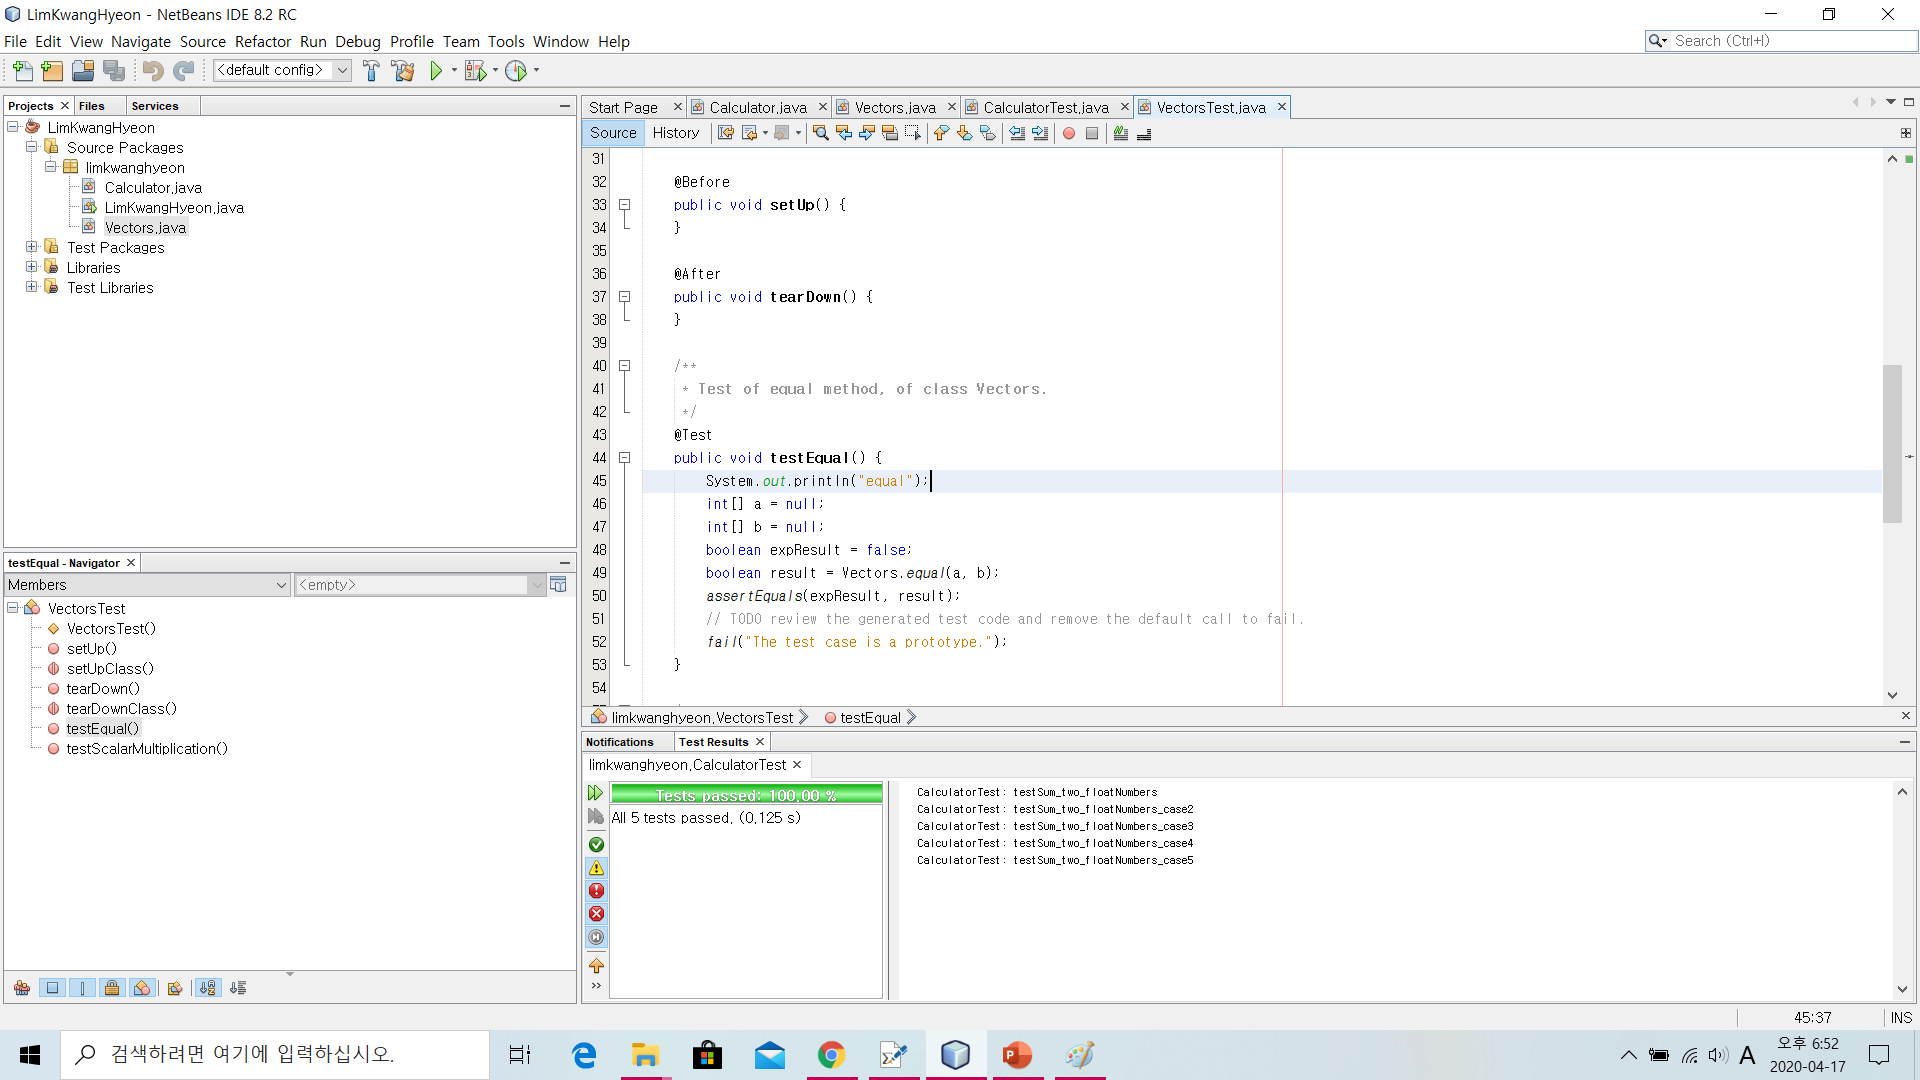 LimKwangHyeon - NetBeans IDE 8.2 RC
File Edit View Navigate Source Refactor Run Debug Profile Team Tools Window Help
Search (Ctrl+I)
<default config>
Projects Files Services
LimKwangHyeon
Source Packages
limkwanghyeon
Calculator.java
LimKwangHyeon.java
Vectors.java
Test Packages
Libraries
Test Libraries
testEqual - Navigator
Members
<empty>
VectorsTest
VectorsTest()
setUp()
setUpClass()
tearDown()
tearDownClass()
testEqual()
testScalarMultiplication()
Start Page Calculator.java Vectors.java CalculatorTest.java VectorsTest.java
Source History
31
32 @Before
33 public void setUp() {
34 }
35
36 @After
37 public void tearDown() {
38 }
39
40 /**
41 * Test of equal method, of class Vectors.
42 */
43 @Test
44 public void testEqual() {
45 System.out.println("equal");
46 int[] a = null;
47 int[] b = null;
48 boolean expResult = false;
49 boolean result = Vectors.equal(a, b);
50 assertEquals(expResult, result);
51 // TODO review the generated test code and remove the default call to fail.
52 fail("The test case is a prototype.");
53 }
54
limkwanghyeon.VectorsTest testEqual
Notifications Test Results
limkwanghyeon.CalculatorTest
Tests passed: 100.00 %
All 5 tests passed. (0.125 s)
CalculatorTest: testSum_two_floatNumbers
CalculatorTest: testSum_two_floatNumbers_case2
CalculatorTest: testSum_two_floatNumbers_case3
CalculatorTest: testSum_two_floatNumbers_case4
CalculatorTest: testSum_two_floatNumbers_case5
45:37 INS
검색하려면 여기에 입력하십시오.
A
오후 6:52
2020-04-17